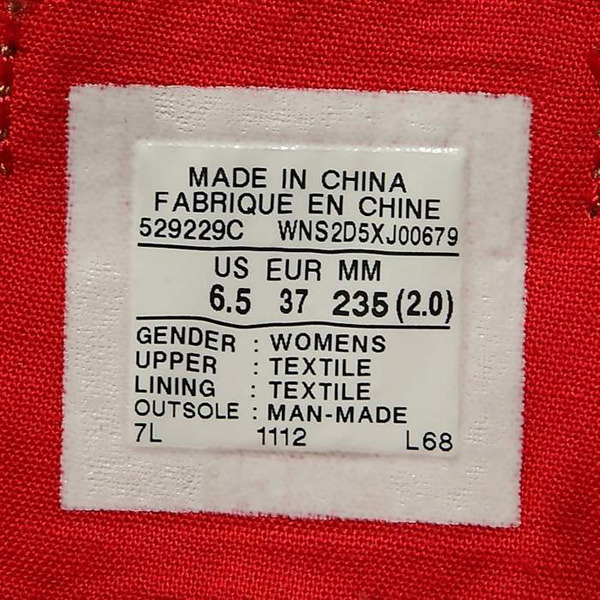 MADE IN CHINA
FABRIQUE EN CHINE
529229C WNS2D5XJ00679
US EUR MM
6.5 37 235 (2.0)
GENDER : WOMENS
UPPER : TEXTILE
LINING : TEXTILE
OUTSOLE : MAN-MADE
7L 1112 L68